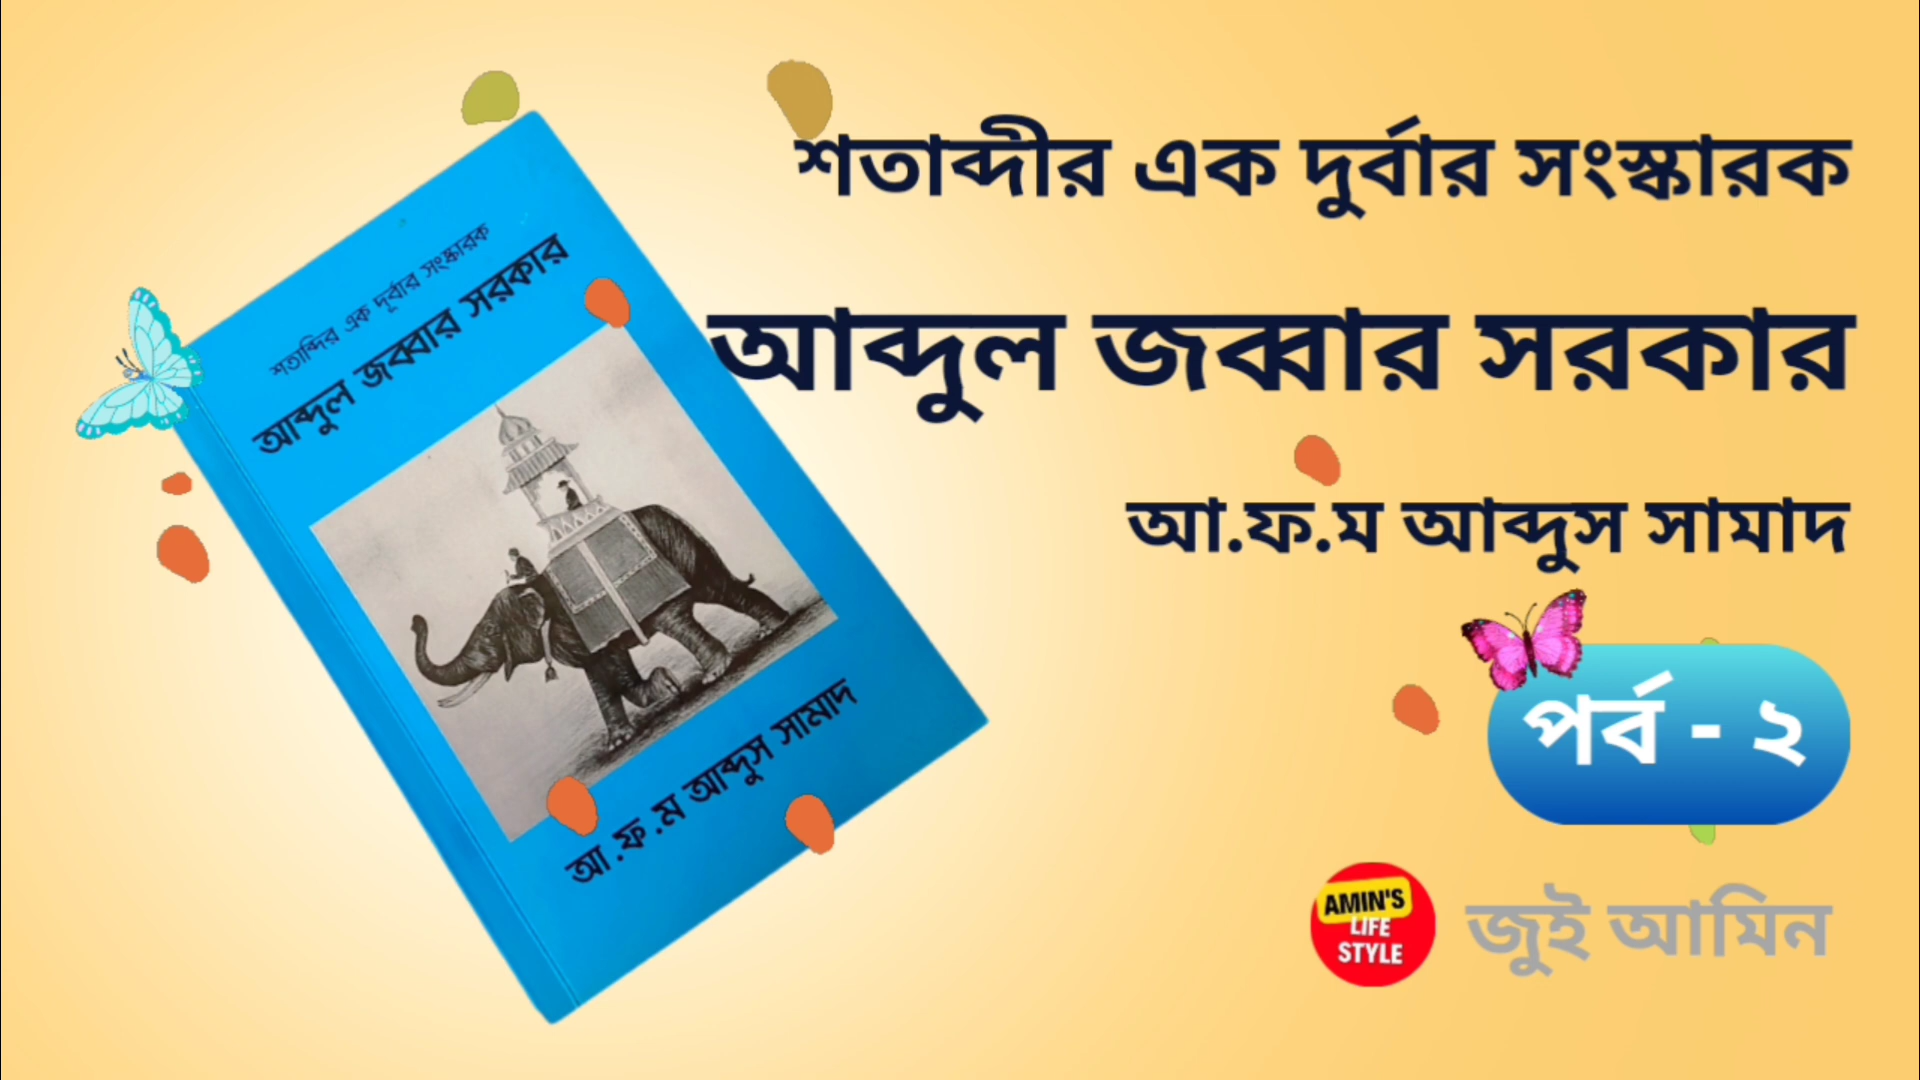 শতাব্দীর এক দুর্বার সংস্কারক
আব্দুল জব্বার সরকার
আ.ফ.ম আব্দুস সামাদ
পর্ব - ২
AMIN'S
LIFE
STYLE
জুই আমিন
শতাব্দির এক দূর্বার সংস্কারক
আব্দুল জব্বার সরকার
আ.ফ.ম আব্দুস সামাদ